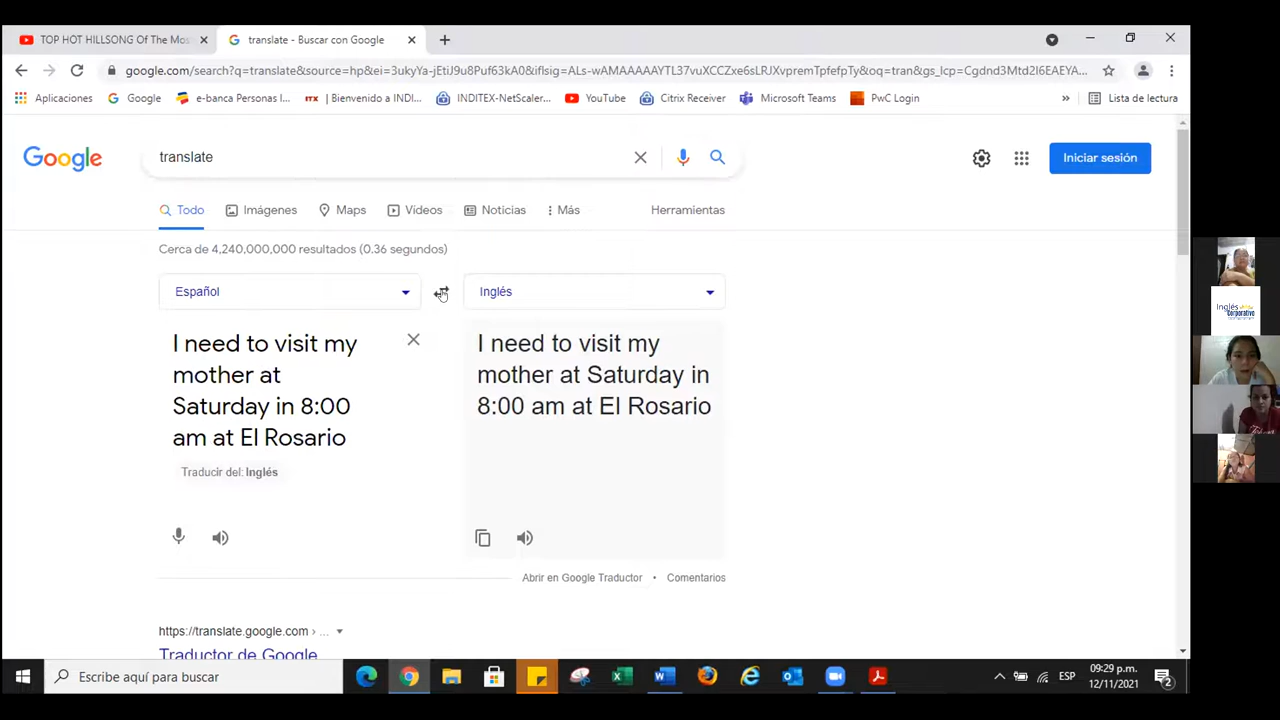 TOP HOT HILLSONG Of The Mos
translate - Buscar con Google
google.com/search?q=translate&source=hp&ei=3ukyYa-jEtiJ9u8Puf63kA0&iflsig=ALs-wAMAAAAAYTL37vuXCCZxe6sLRJXvpremTpfefpTy&oq=tran&gs_lcp=Cgdnd3Mtd2l6EAEYA...
Aplicaciones
Google
e-banca Personas I...
ITX | Bienvenido a INDI...
INDITEX-NetScaler...
YouTube
Citrix Receiver
Microsoft Teams
PwC Login
»
Lista de lectura
Google
translate
Iniciar sesión
Todo
Imágenes
Maps
Videos
Noticias
Más
Herramientas
Cerca de 4,240,000,000 resultados (0.36 segundos)
Español
Inglés
I need to visit my
mother at
Saturday in 8:00
am at El Rosario
Traducir del: Inglés
I need to visit my
mother at Saturday in
8:00 am at El Rosario
Abrir en Google Traductor • Comentarios
https://translate.google.com › ...
Traductor de Google
Escribe aquí para buscar
ESP
09:29 p.m.
12/11/2021
2
Inglés
Corporativo